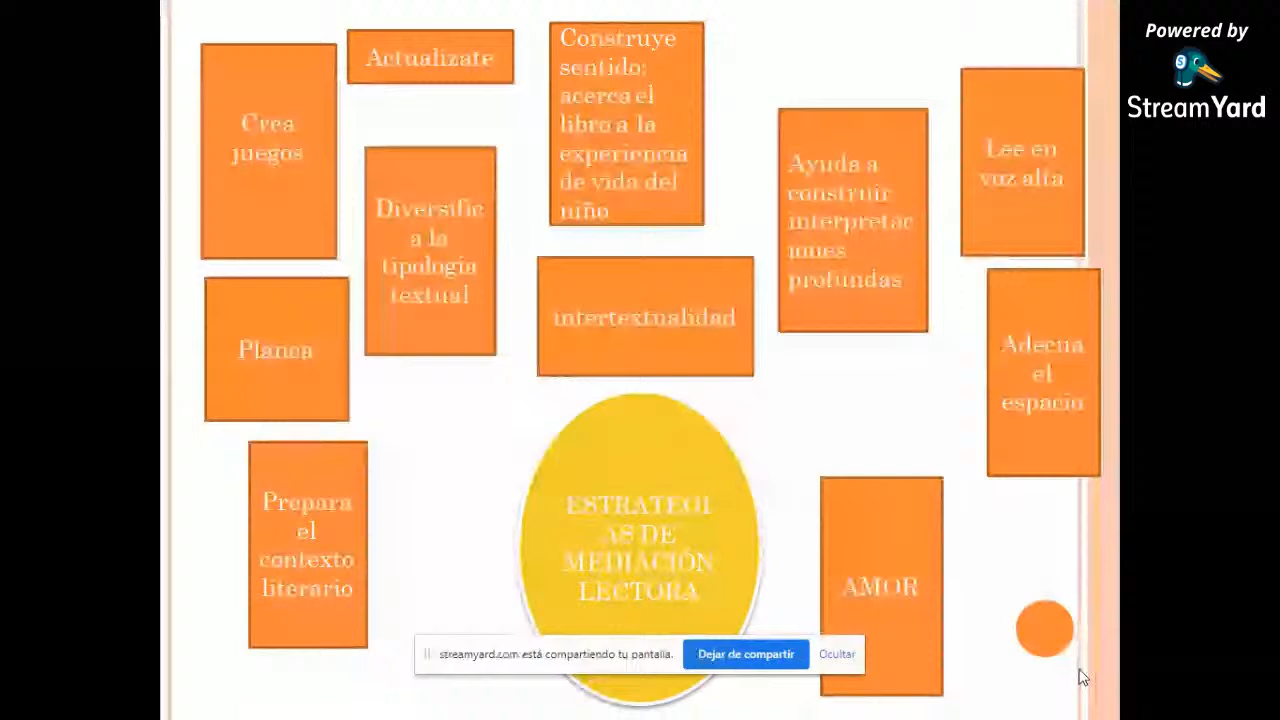 Crea
juegos
Actualízate
Construye
sentido:
acerca el
libro a la
experiencia
de vida del
niño
Diversific
a la
tipología
textual
Ayuda a
construir
interpretac
iones
profundas
Lee en
voz alta
intertextualidad
Planea
Adecua
el
espacio
Prepara
el
contexto
literario
ESTRATEGI
AS DE
MEDIACIÓN
LECTORA
AMOR
streamyard.com está compartiendo tu pantalla.
Dejar de compartir
Ocultar
Powered by
StreamYard